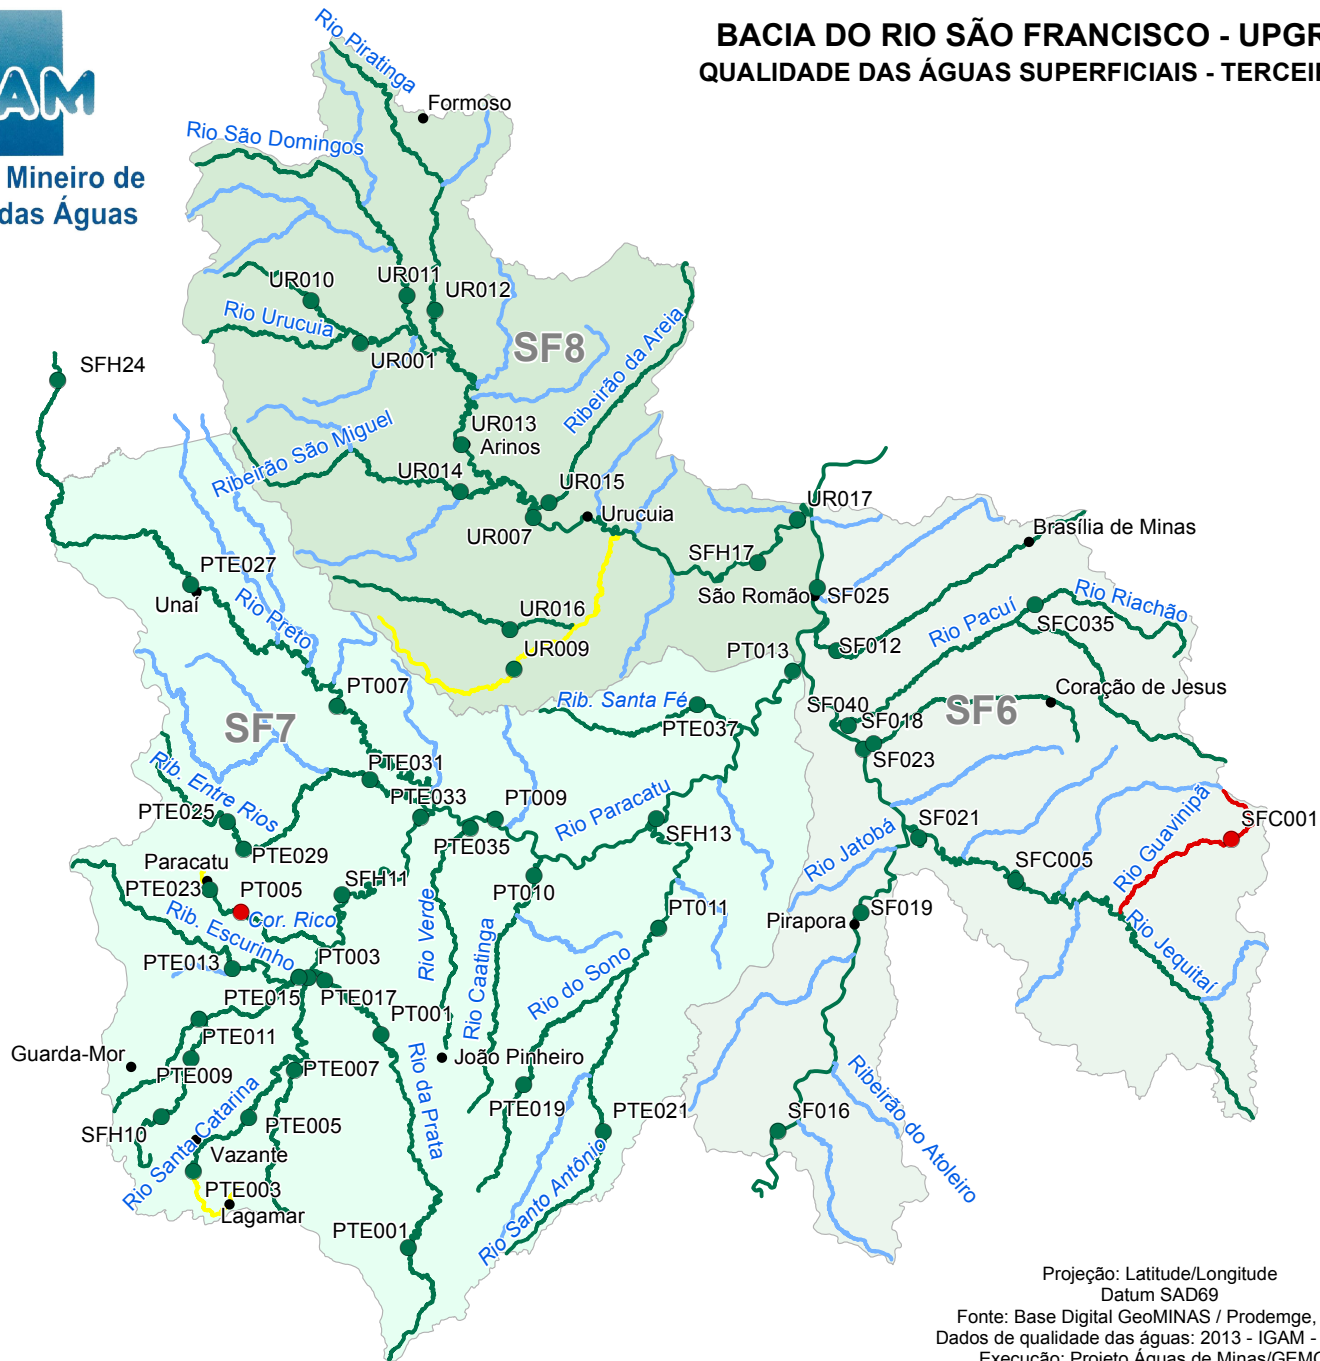 BACIA DO RIO SÃO FRANCISCO - UPGR
QUALIDADE DAS ÁGUAS SUPERFICIAIS - TERCEI
AM
Mineiro de
das Águas
Rio Piratinga
Formoso
Rio São Domingos
UR010
UR011
UR012
Rio Urucuia
UR001
SF8
Ribeirão da Areia
SFH24
UR013
Arinos
Ribeirão São Miguel
UR014
UR015
Urucuia
UR007
UR017
Brasília de Minas
SFH17
PTE027
Unaí
Rio Preto
São Romão
SF025
Rio Pacuí
Rio Riachão
SFC035
UR016
UR009
SF012
PT013
PT007
Rib. Santa Fé
PTE037
Coração de Jesus
SF040
SF018
SF6
SF023
SF7
Rib. Entre Rios
PTE031
PTE033
PT009
Rio Paracatu
PTE025
PTE035
SFH13
SF021
Rio Guavinipã
SFC001
PTE029
Paracatu
PTE023
PT005
SFH11
PT010
Rio Jatobá
SFC005
Cor. Rico
Rio Verde
Rio Caatinga
PT011
Pirapora
SF019
Rib. Escurinho
Rio Jequitaí
PTE013
PT003
Rio do Sono
PTE015
PTE017
PT001
PTE011
Guarda-Mor
PTE009
PTE007
João Pinheiro
Rio da Prata
PTE019
PTE021
SF016
Ribeirão do Atoleiro
SFH10
PTE005
Rio Santa Catarina
Vazante
PTE003
Lagamar
Rio Santo Antônio
PTE001
Projeção: Latitude/Longitude
Datum SAD69
Fonte: Base Digital GeoMINAS / Prodemge,
Dados de qualidade das águas: 2013 - IGAM -
Execução: Projeto Águas de Minas/GEMO